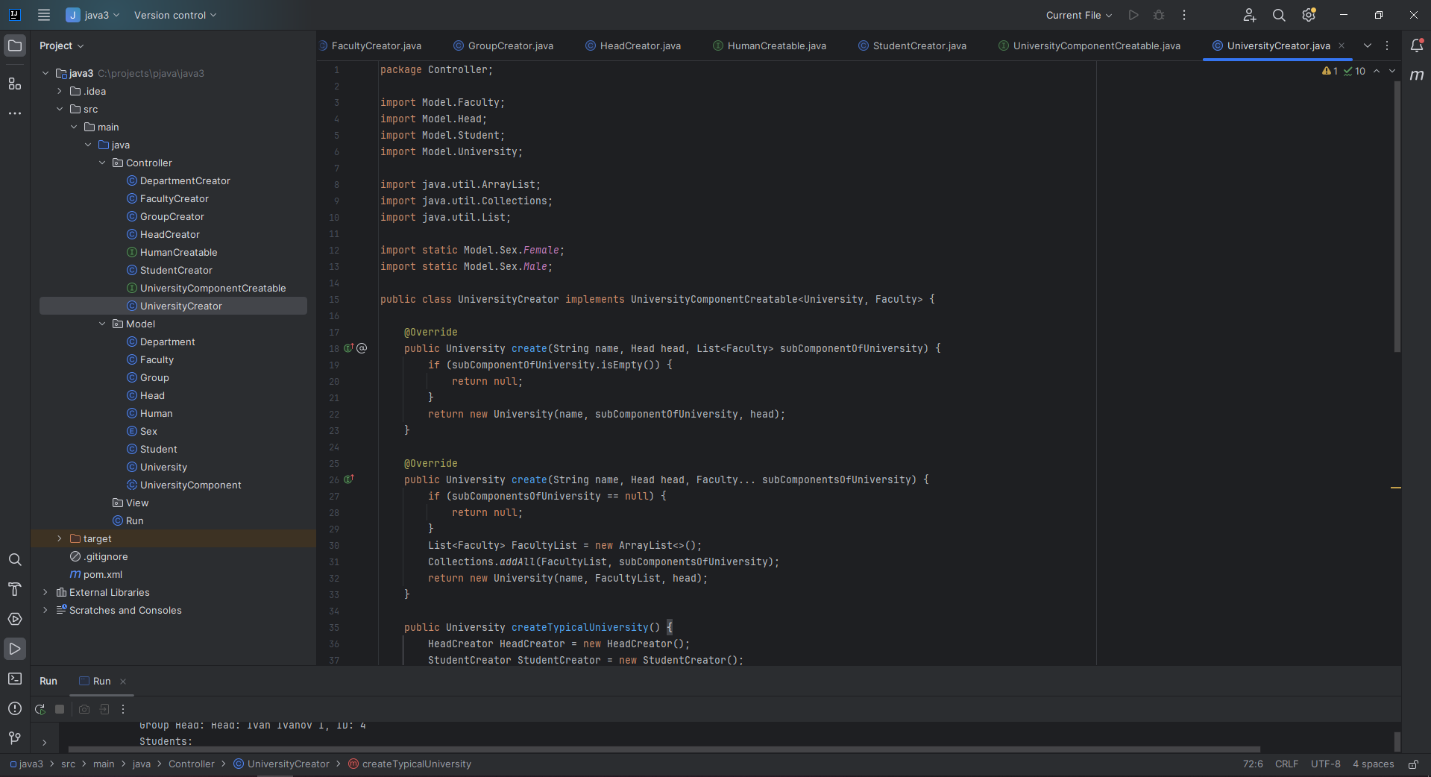 java3
Version control
Current File
Project
FacultyCreator.java
GroupCreator.java
HeadCreator.java
HumanCreatable.java
StudentCreator.java
UniversityComponentCreatable.java
UniversityCreator.java
java3 C:\projects\pjava\java3
.idea
src
main
java
Controller
DepartmentCreator
FacultyCreator
GroupCreator
HeadCreator
HumanCreatable
StudentCreator
UniversityComponentCreatable
UniversityCreator
Model
Department
Faculty
Group
Head
Human
Sex
Student
University
UniversityComponent
View
Run
target
.gitignore
pom.xml
External Libraries
Scratches and Consoles
1 10
1 package Controller;
2
3 import Model.Faculty;
4 import Model.Head;
5 import Model.Student;
6 import Model.University;
7
8 import java.util.ArrayList;
9 import java.util.Collections;
10 import java.util.List;
11
12 import static Model.Sex.Female;
13 import static Model.Sex.Male;
14
15 public class UniversityCreator implements UniversityComponentCreatable<University, Faculty> {
16
17 @Override
18 public University create(String name, Head head, List<Faculty> subComponentOfUniversity) {
19 if (subComponentOfUniversity.isEmpty()) {
20 return null;
21 }
22 return new University(name, subComponentOfUniversity, head);
23 }
24
25 @Override
26 public University create(String name, Head head, Faculty... subComponentsOfUniversity) {
27 if (subComponentsOfUniversity == null) {
28 return null;
29 }
30 List<Faculty> FacultyList = new ArrayList<>();
31 Collections.addAll(FacultyList, subComponentsOfUniversity);
32 return new University(name, FacultyList, head);
33 }
34
35 public University createTypicalUniversity() {
36 HeadCreator HeadCreator = new HeadCreator();
37 StudentCreator StudentCreator = new StudentCreator();
Run
Run
Group Head: Head: Ivan Ivanov I, ID: 4
Students:
java3 > src > main > java > Controller > UniversityCreator > createTypicalUniversity
72:6 CRLF UTF-8 4 spaces